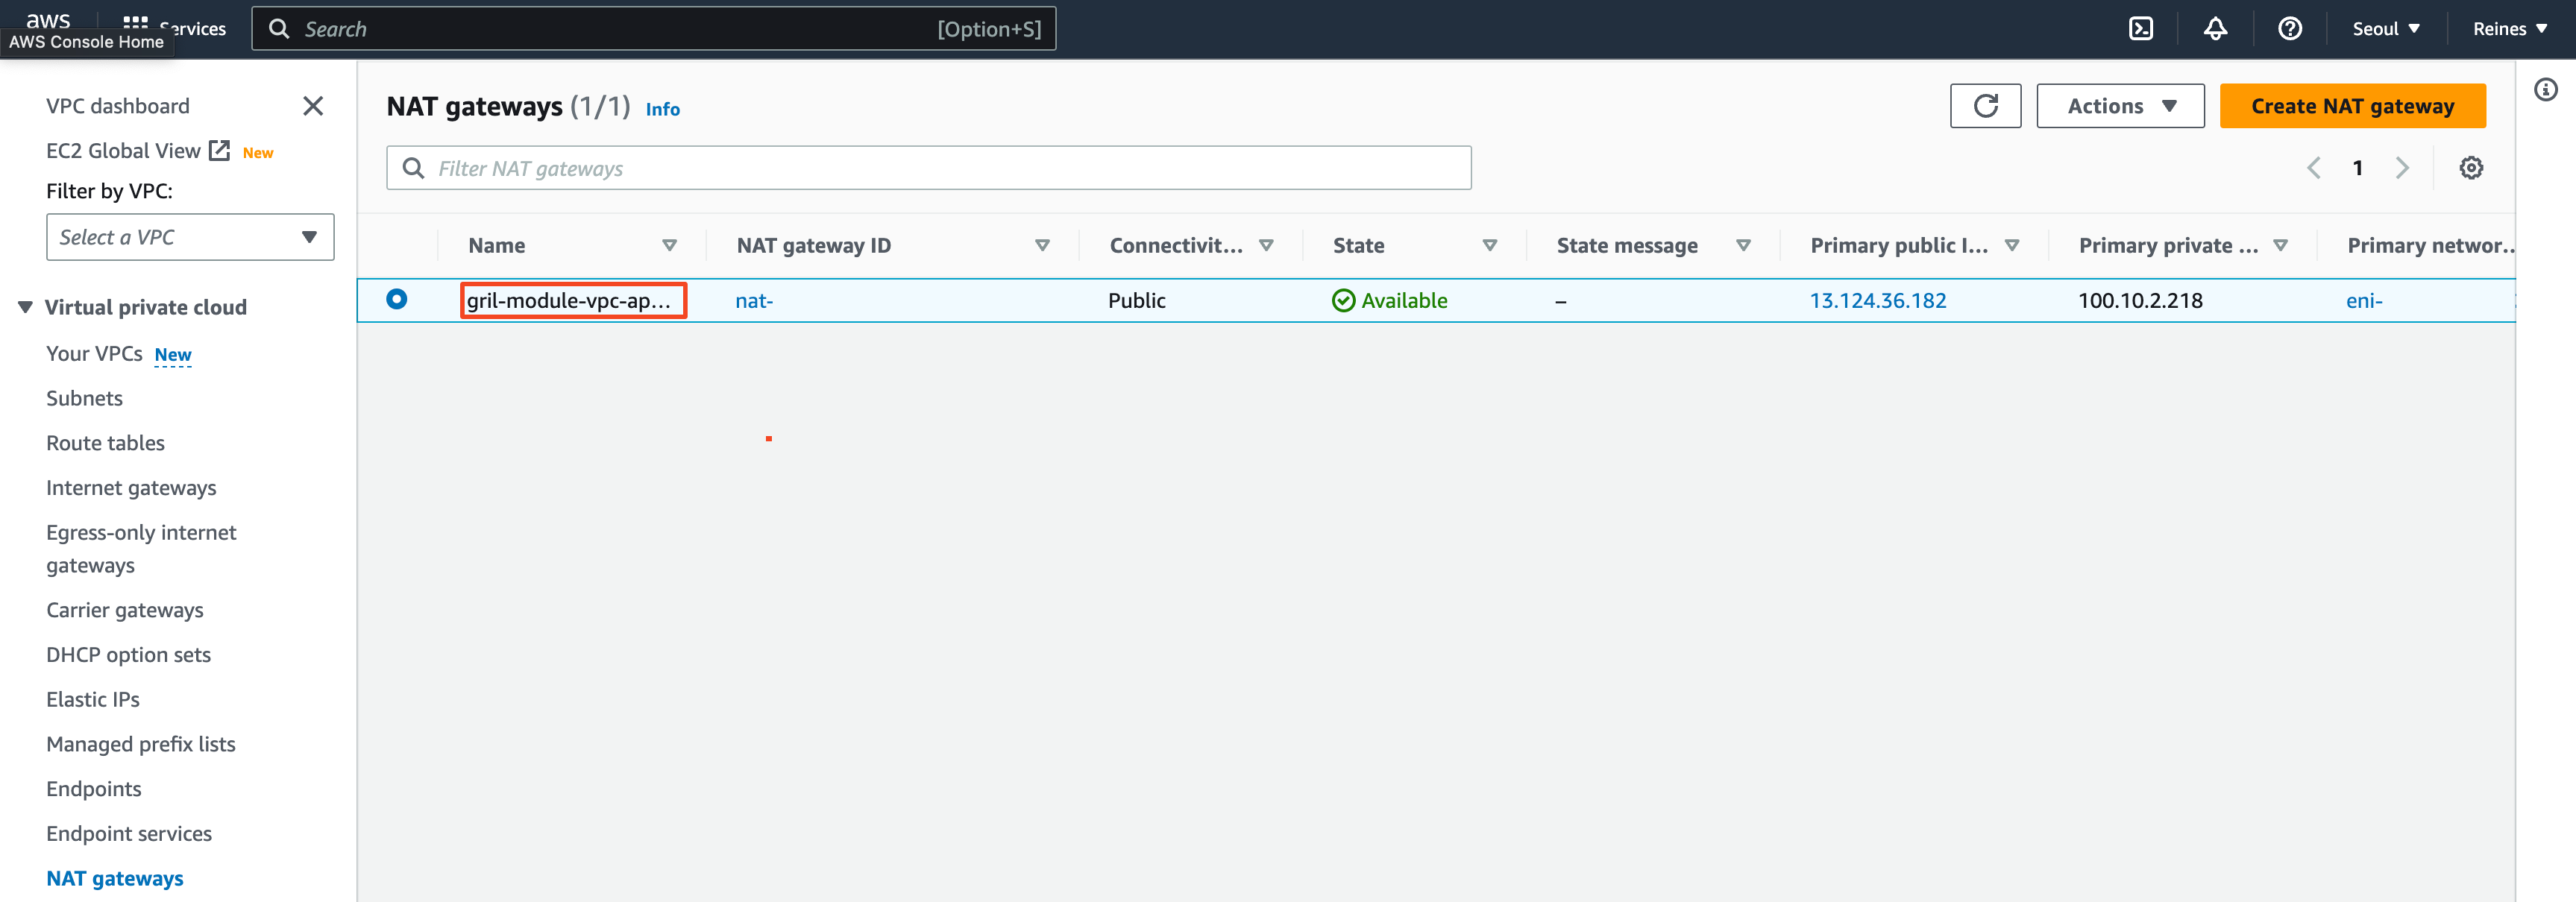 aws
Services
Search
[Option+S]
Seoul
Reines
AWS Console Home
VPC dashboard
EC2 Global View New
Filter by VPC:
Select a VPC
Virtual private cloud
Your VPCs New
Subnets
Route tables
Internet gateways
Egress-only internet
gateways
Carrier gateways
DHCP option sets
Elastic IPs
Managed prefix lists
Endpoints
Endpoint services
NAT gateways
NAT gateways (1/1) Info
Actions
Create NAT gateway
Filter NAT gateways
1
Name NAT gateway ID Connectivit... State State message Primary public I... Primary private ... Primary networ...
gril-module-vpc-ap... nat- Public Available – 13.124.36.182 100.10.2.218 eni-